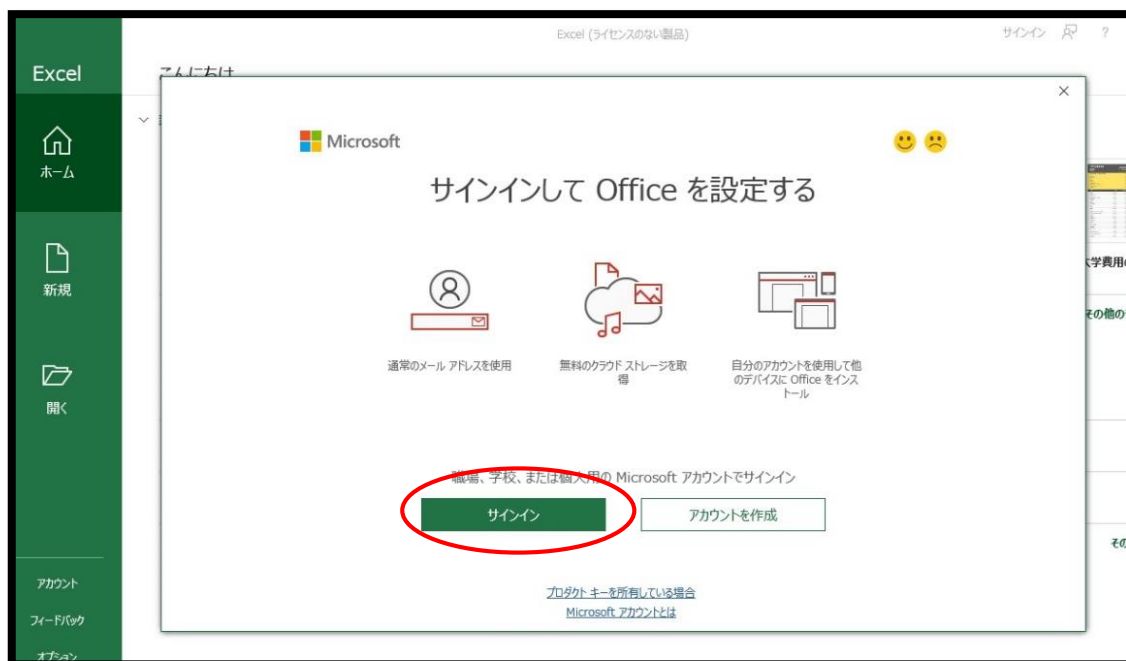 Excel (ライセンスのない製品)
サインイン
?
Excel
こんにちは
ホーム
新規
開く
アカウント
フィードバック
オプション
×
Microsoft
サインインして Office を設定する
通常のメール アドレスを使用
無料のクラウド ストレージを取
得
自分のアカウントを使用して他
のデバイスに Office をインス
トール
職場、学校、または個人用の Microsoft アカウントでサインイン
サインイン
アカウントを作成
プロダクト キーを所有している場合
Microsoft アカウントとは
学費用
その他の
その